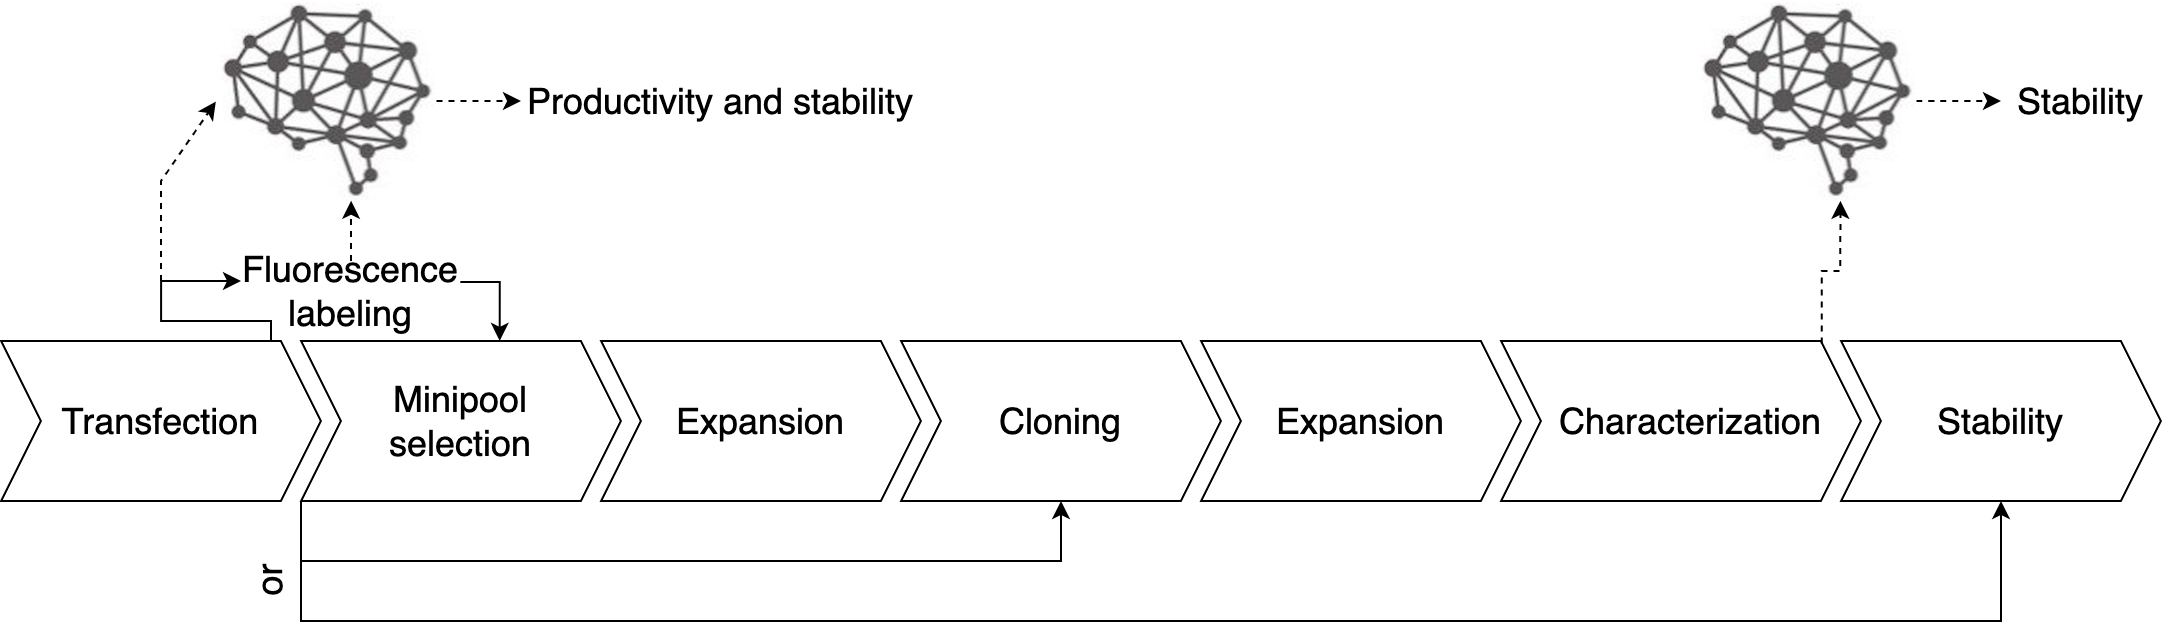 Productivity and stability
Stability
Fluorescence
labeling
Transfection
Minipool
selection
Expansion
Cloning
Expansion
Characterization
Stability
or